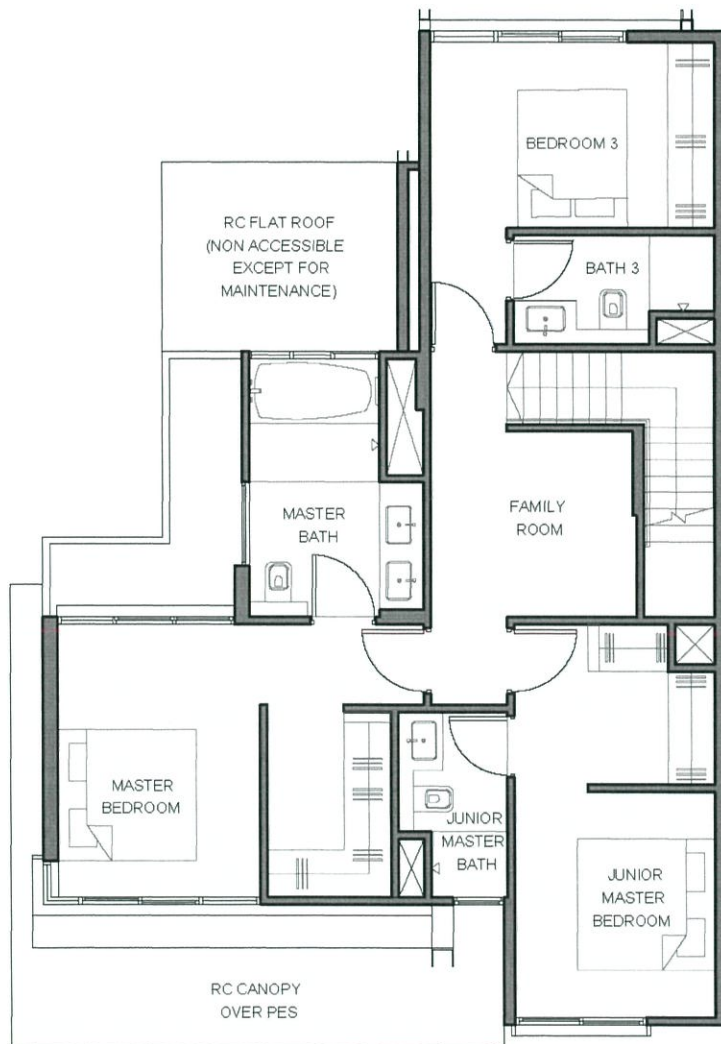 BEDROOM 3
RC FLAT ROOF
(NON ACCESSIBLE
EXCEPT FOR
MAINTENANCE)
BATH 3
MASTER
BATH
FAMILY
ROOM
MASTER
BEDROOM
JUNIOR
MASTER
BATH
JUNIOR
MASTER
BEDROOM
RC CANOPY
OVER PES